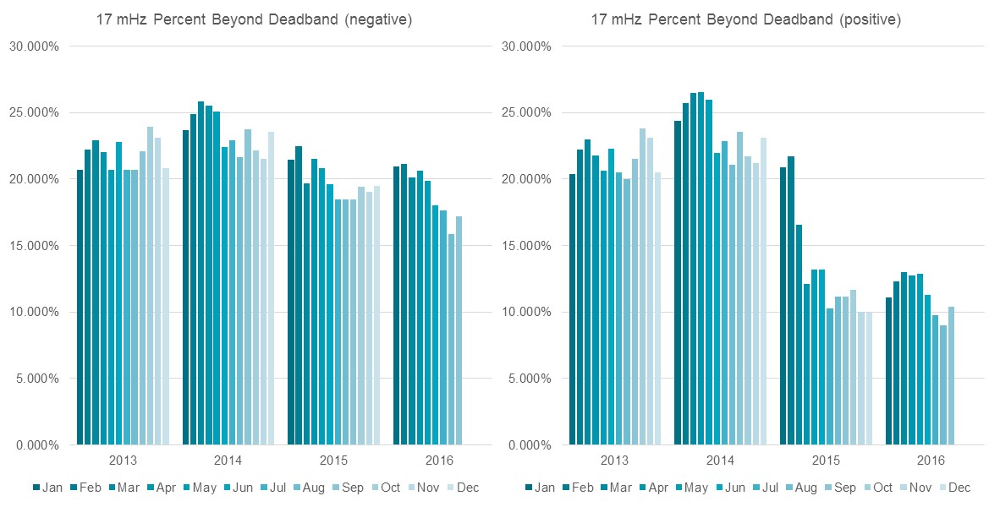 17 mHz Percent Beyond Deadband (negative)
30.000%
25.000%
20.000%
15.000%
10.000%
5.000%
0.000%
2013 2014 2015 2016
Jan Feb Mar Apr May Jun Jul Aug Sep Oct Nov Dec
17 mHz Percent Beyond Deadband (positive)
30.000%
25.000%
20.000%
15.000%
10.000%
5.000%
0.000%
2013 2014 2015 2016
Jan Feb Mar Apr May Jun Jul Aug Sep Oct Nov Dec